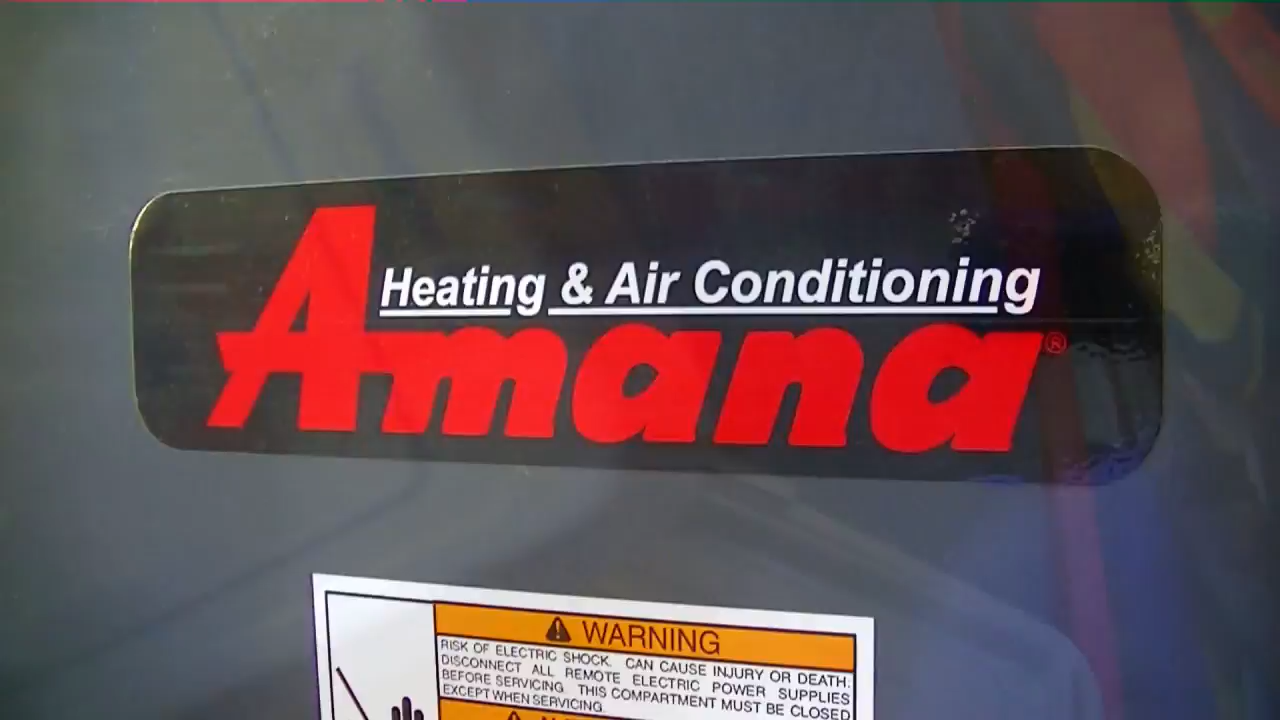 Heating & Air Conditioning
Amana®
WARNING
RISK OF ELECTRIC SHOCK. CAN CAUSE INJURY OR DEATH:
DISCONNECT ALL REMOTE ELECTRIC POWER SUPPLIES
BEFORE SERVICING. THIS COMPARTMENT MUST BE CLOSED
EXCEPT WHEN SERVICING.